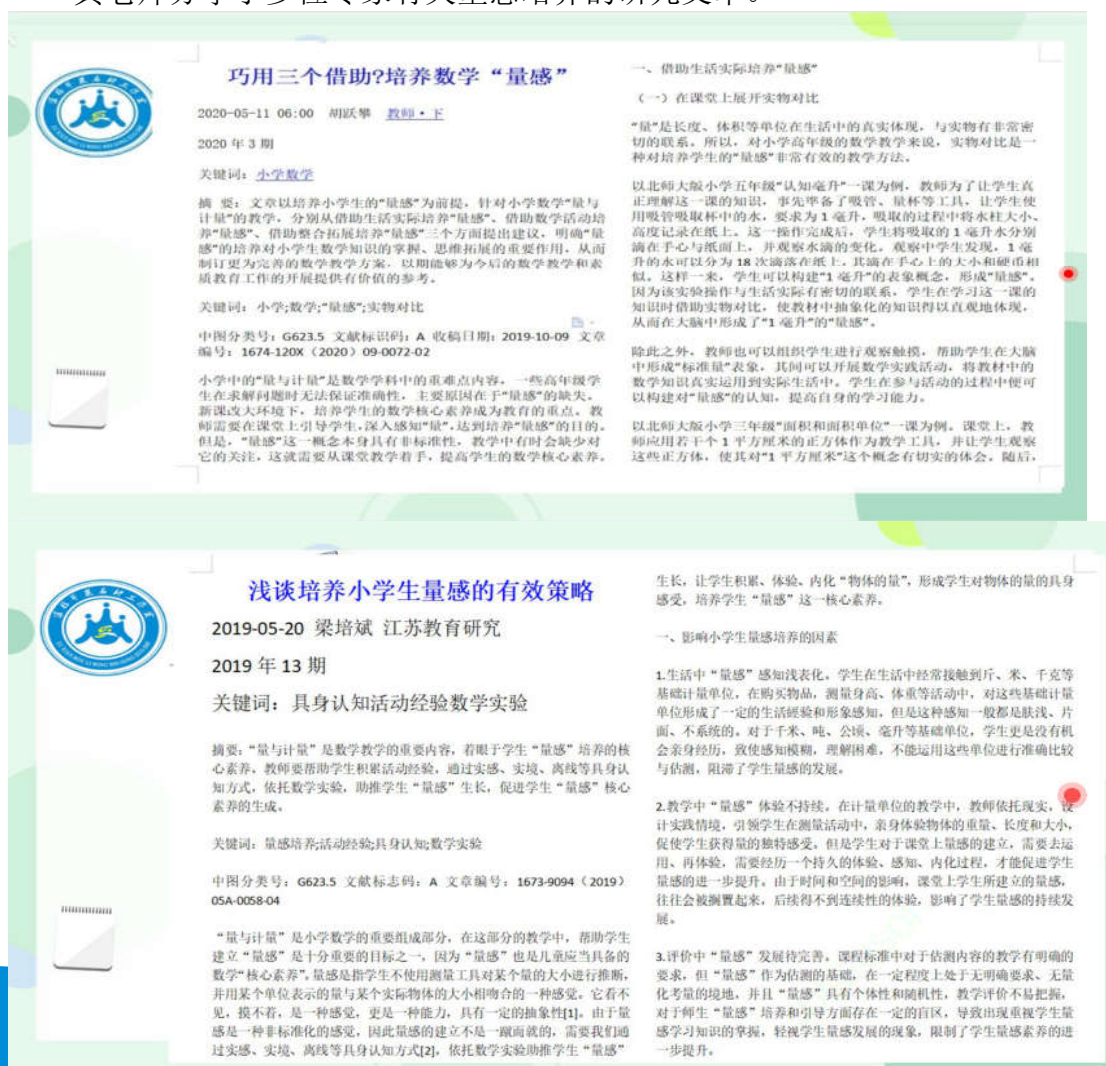 巧用三个借助?培养数学“量感”
2020-05-11 06:00 胡跃攀 教师·下
2020 年 3 期
关键词：小学数学
摘 要：文章以培养小学生的“量感”为前提，针对小学数学“量与
计量”的教学，分别从借助生活实际培养“量感”、借助数学活动培
养“量感”、借助整合拓展培养“量感”三个方面提出建议，明确“量
感”的培养对小学生数学知识的掌握、思维拓展的重要作用，从而
制订更为完善的数学教学方案，以期能够为今后的数学教学和素
质教育工作的开展提供有价值的参考。
关键词：小学;数学;“量感”;实物对比
中图分类号：G623.5 文献标识码：A 收稿日期：2019-10-09 文章
编号：1674-120X（2020）09-0072-02
小学中的“量与计量”是数学学科中的重难点内容，一些高年级学
生在求解问题时无法保证准确性，主要原因在于“量感”的缺失。
新课改大环境下，培养学生的数学核心素养成为教育的重点。教
师需要在课堂上引导学生，深入感知“量”，达到培养“量感”的目的。
但是，“量感”这一概念本身具有非标准性，教学中有时会缺少对
它的关注，这就需要从课堂教学着手，提高学生的数学核心素养。
一、借助生活实际培养“量感”
（一）在课堂上展开实物对比
“量”是长度、体积等单位在生活中的真实体现，与实物有非常密
切的联系。所以，对小学高年级的数学教学来说，实物对比是一
种对培养学生的“量感”非常有效的教学方法。
以北师大版小学五年级“认知毫升”一课为例，教师为了让学生真
正理解这一课的知识，事先准备了吸管、量杯等工具，让学生使
用吸管吸取杯中的水，要求为 1 毫升，吸取的过程中将水柱大小、
高度记录在纸上。这一操作完成后，学生将吸取的 1 毫升水分别
滴在手心与纸面上，并观察水滴的变化。观察中学生发现，1 毫
升的水可以分为 18 次滴落在纸上，其滴在手心上的大小和硬币相
似。这样一来，学生可以构建“1 毫升”的表象概念，形成“量感”。
因为该实验操作与生活实际有密切的联系，学生在学习这一课的
知识时借助实物对比，使教材中抽象化的知识得以直观地体现，
从而在大脑中形成了“1 毫升”的“量感”。
除此之外，教师也可以组织学生进行观察触摸，帮助学生在大脑
中形成“标准量”表象，其间可以开展数学实践活动，将教材中的
数学知识真实运用到实际生活中。学生在参与活动的过程中便可
以构建对“量感”的认知，提高自身的学习能力。
以北师大版小学三年级“面积和面积单位”一课为例。课堂上，教
师应用若干个 1 平方厘米的正方体作为教学工具，并让学生观察
这些正方体，使其对“1 平方厘米”这个概念有切实的体会。随后，
浅谈培养小学生量感的有效策略
2019-05-20 梁培斌 江苏教育研究
2019 年 13 期
关键词：具身认知活动经验数学实验
摘要：“量与计量”是数学教学的重要内容，着眼于学生“量感”培养的核
心素养，教师要帮助学生积累活动经验，通过实感、实境、离线等具身认
知方式，依托数学实验，助推学生“量感”生长，促进学生“量感”核心
素养的生成。
关键词：量感培养;活动经验;具身认知;数学实验
中图分类号：G623.5 文献标志码：A 文章编号：1673-9094（2019）
05A-0058-04
“量与计量”是小学数学的重要组成部分，在这部分的教学中，帮助学生
建立“量感”是十分重要的目标之一，因为“量感”也是儿童应当具备的
数学“核心素养”。量感是指学生不使用测量工具对某个量的大小进行推断，
并用某个单位表示的量与某个实际物体的大小相吻合的一种感觉。它看不
见，摸不着，是一种感觉，更是一种能力，具有一定的抽象性[1]。由于量
感是一种非标准化的感觉，因此量感的建立不是一蹴而就的，需要我们通
过实感、实境、离线等具身认知方式[2]，依托数学实验助推学生“量感”
生长，让学生积累、体验、内化“物体的量”，形成学生对物体的量的具身
感受，培养学生“量感”这一核心素养。
一、影响小学生量感培养的因素
1.生活中“量感”感知浅表化。学生在生活中经常接触到斤、米、千克等
基础计量单位，在购买物品，测量身高、体重等活动中，对这些基础计量
单位形成了一定的生活经验和形象感知，但是这种感知一般都是肤浅、片
面、不系统的。对于千米、吨、公顷、毫升等基础单位，学生更是没有机
会亲身经历，致使感知模糊，理解困难，不能运用这些单位进行准确比较
与估测，阻滞了学生量感的发展。
2.教学中“量感”体验不持续。在计量单位的教学中，教师依托现实，设
计实践情境，引领学生在测量活动中，亲身体验物体的重量、长度和大小，
促使学生获得量的独特感受。但是学生对于课堂上量感的建立，需要去运
用、再体验，需要经历一个持久的体验、感知、内化过程，才能促进学生
量感的进一步提升。由于时间和空间的影响，课堂上学生所建立的量感，
往往会被搁置起来，后续得不到连续性的体验，影响了学生量感的持续发
展。
3.评价中“量感”发展待完善。课程标准中对于估测内容的教学有明确的
要求，但“量感”作为估测的基础，在一定程度上处于无明确要求、无量
化考量的境地，并且“量感”具有个体性和随机性，教学评价不易把握，
对于师生“量感”培养和引导方面存在一定的盲区，导致出现重视学生量
感学习知识的掌握，轻视学生量感发展的现象，限制了学生量感素养的进
一步提升。